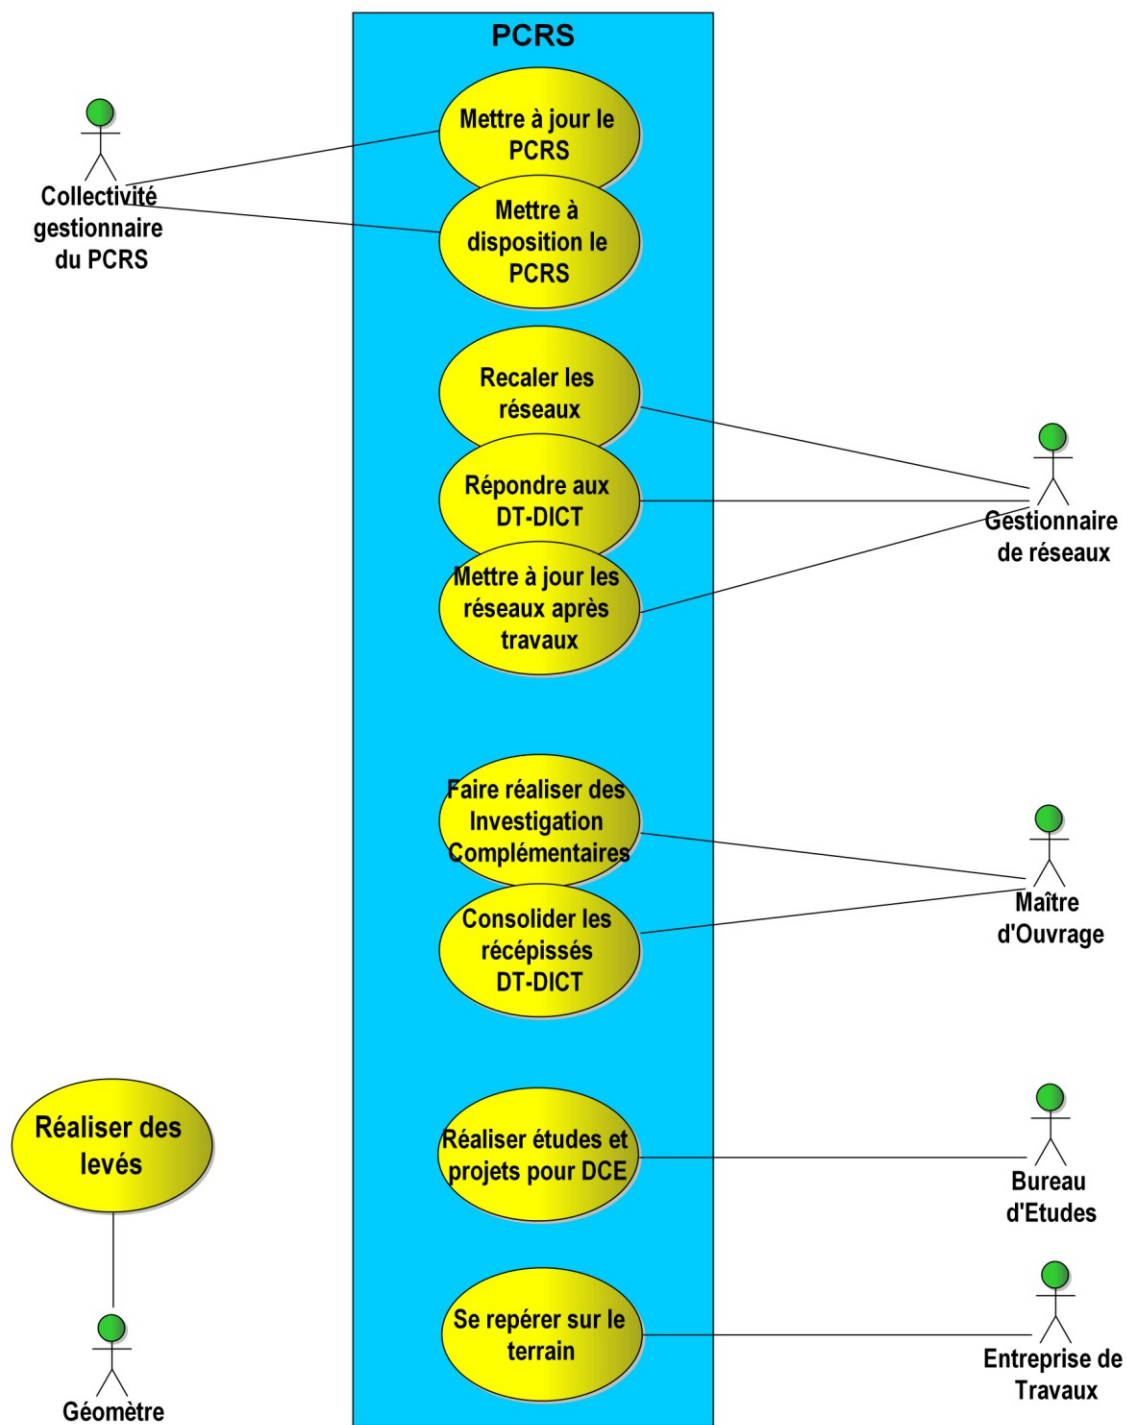 PCRS
Mettre à jour le
PCRS
Collectivité
gestionnaire
du PCRS
Mettre à
disposition le
PCRS
Recaler les
réseaux
Répondre aux
DT-DICT
Gestionnaire
de réseaux
Mettre à jour les
réseaux après
travaux
Faire réaliser des
Investigation
Complémentaires
Maître
d'Ouvrage
Consolider les
récépissés
DT-DICT
Réaliser des
levés
Réaliser études et
projets pour DCE
Bureau
d'Etudes
Se repérer sur le
terrain
Entreprise de
Travaux
Géomètre